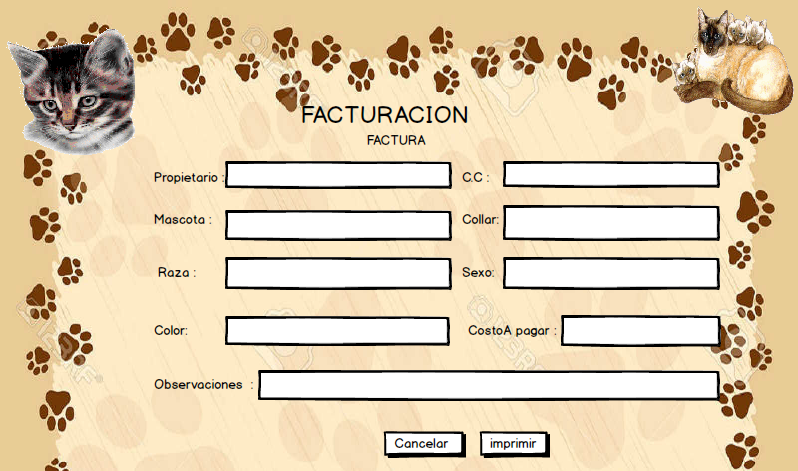 FACTURACION
FACTURA
Propietario : C.C :
Mascota : Collar:
Raza : Sexo:
Color: CostoA pagar :
Observaciones :
Cancelar imprimir